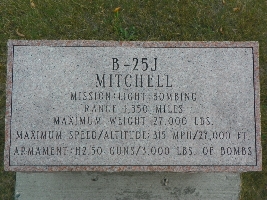 B-25J
MITCHELL
MISSION:LIGHT BOMBING
RANGE 1,350 MILES
MAXIMUM WEIGHT 27,000 LBS.
MAXIMUM SPEED/ALTITUDE: 315 MPH/27,000 FT.
ARMAMENT: 50 GUNS/3,000 LBS. OF BOMBS